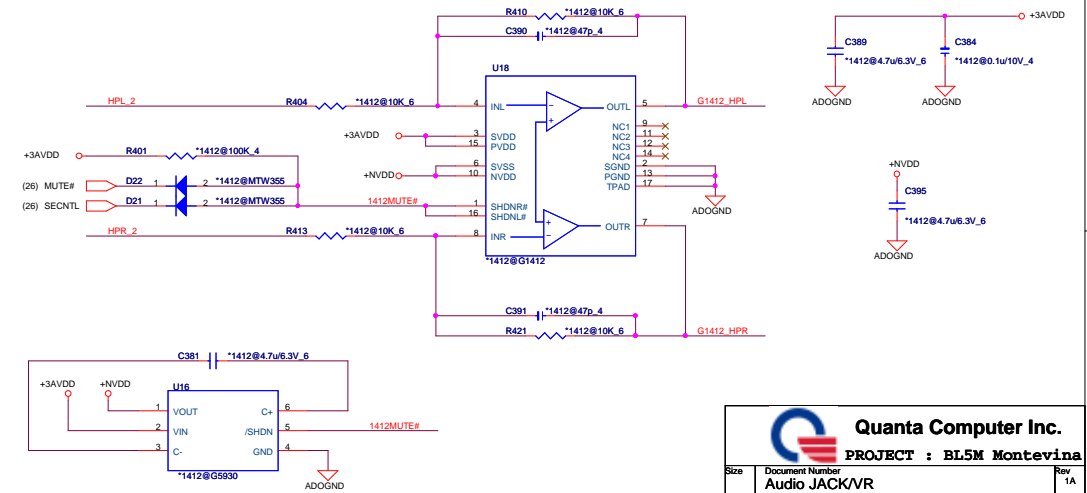 R410 *1412@10K_6
C390 *1412@47p_4
+3AVDD
C389 C384
*1412@4.7u/6.3V_6 *1412@0.1u/10V_4
ADOGND ADOGND
U18
HPL_2 R404 *1412@10K_6 4 INL OUTL 5 G1412_HPL
+3AVDD 3 SVDD
15 PVDD
NC1 9
NC2 11
NC3 12
NC4 14
+NVDD 6 SVSS
10 NVDD
SGND 2
PGND 13
TPAD 17
ADOGND
+3AVDD R401 *1412@100K_4
(26) MUTE# D22 1 2 *1412@MTW355
(26) SECNTL D21 1 2 *1412@MTW355
1412MUTE# 1 SHDNR#
16 SHDNL#
HPR_2 R413 *1412@10K_6 8 INR OUTR 7
*1412@G1412
+NVDD
C395
*1412@4.7u/6.3V_6
ADOGND
C391 *1412@47p_4
R421 *1412@10K_6 G1412_HPR
C381 *1412@4.7u/6.3V_6
+3AVDD +NVDD U16
1 VOUT C+ 6
2 VIN /SHDN 5 1412MUTE#
3 C- GND 4
*1412@G5930
ADOGND
Quanta Computer Inc.
PROJECT : BL5M Montevina
Size Document Number Rev
Audio JACK/VR 1A